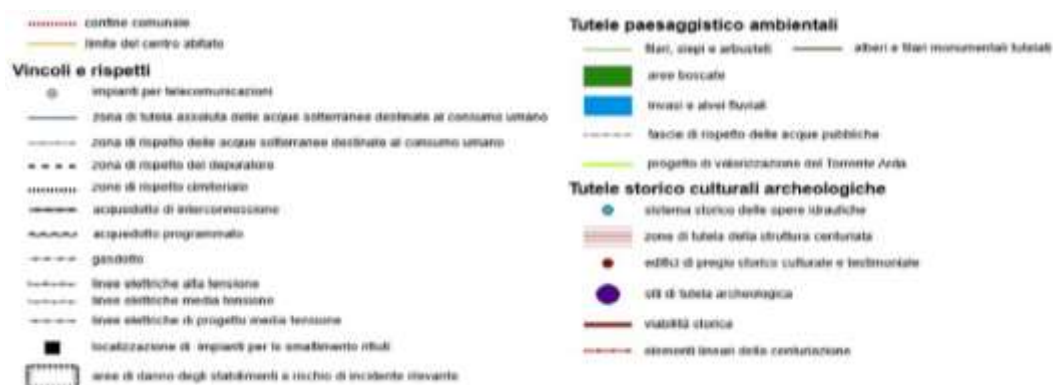 confine comunale
limite del centro abitato
Vincoli e rispetti
impianti per telecomunicazioni
zona di tutela assoluta delle acque sotterranee destinate al consumo umano
zona di rispetto delle acque sotterranee destinate al consumo umano
zona di rispetto del depuratore
zone di rispetto cimiteriale
acquedotto di interconnessione
acquedotto programmato
gasdotto
linee elettriche alta tensione
linee elettriche media tensione
linee elettriche di progetto media tensione
localizzazione di impianti per lo smaltimento rifiuti
aree di danno degli stabilimenti a rischio di incidente rilevante
Tutele paesaggistico ambientali
filari, siepi e arbusteti alberi e filari monumentali tutelati
aree boscate
invasi e alvei fluviali
fascie di rispetto delle acque pubbliche
progetto di valorizzazione del Torrente Arda
Tutele storico culturali archeologiche
sistema storico delle opere idrauliche
zone di tutela della struttura centuriata
edifici di pregio storico culturale e testimoniale
siti di tutela archeologica
viabilità storica
elementi lineari della centuriazione